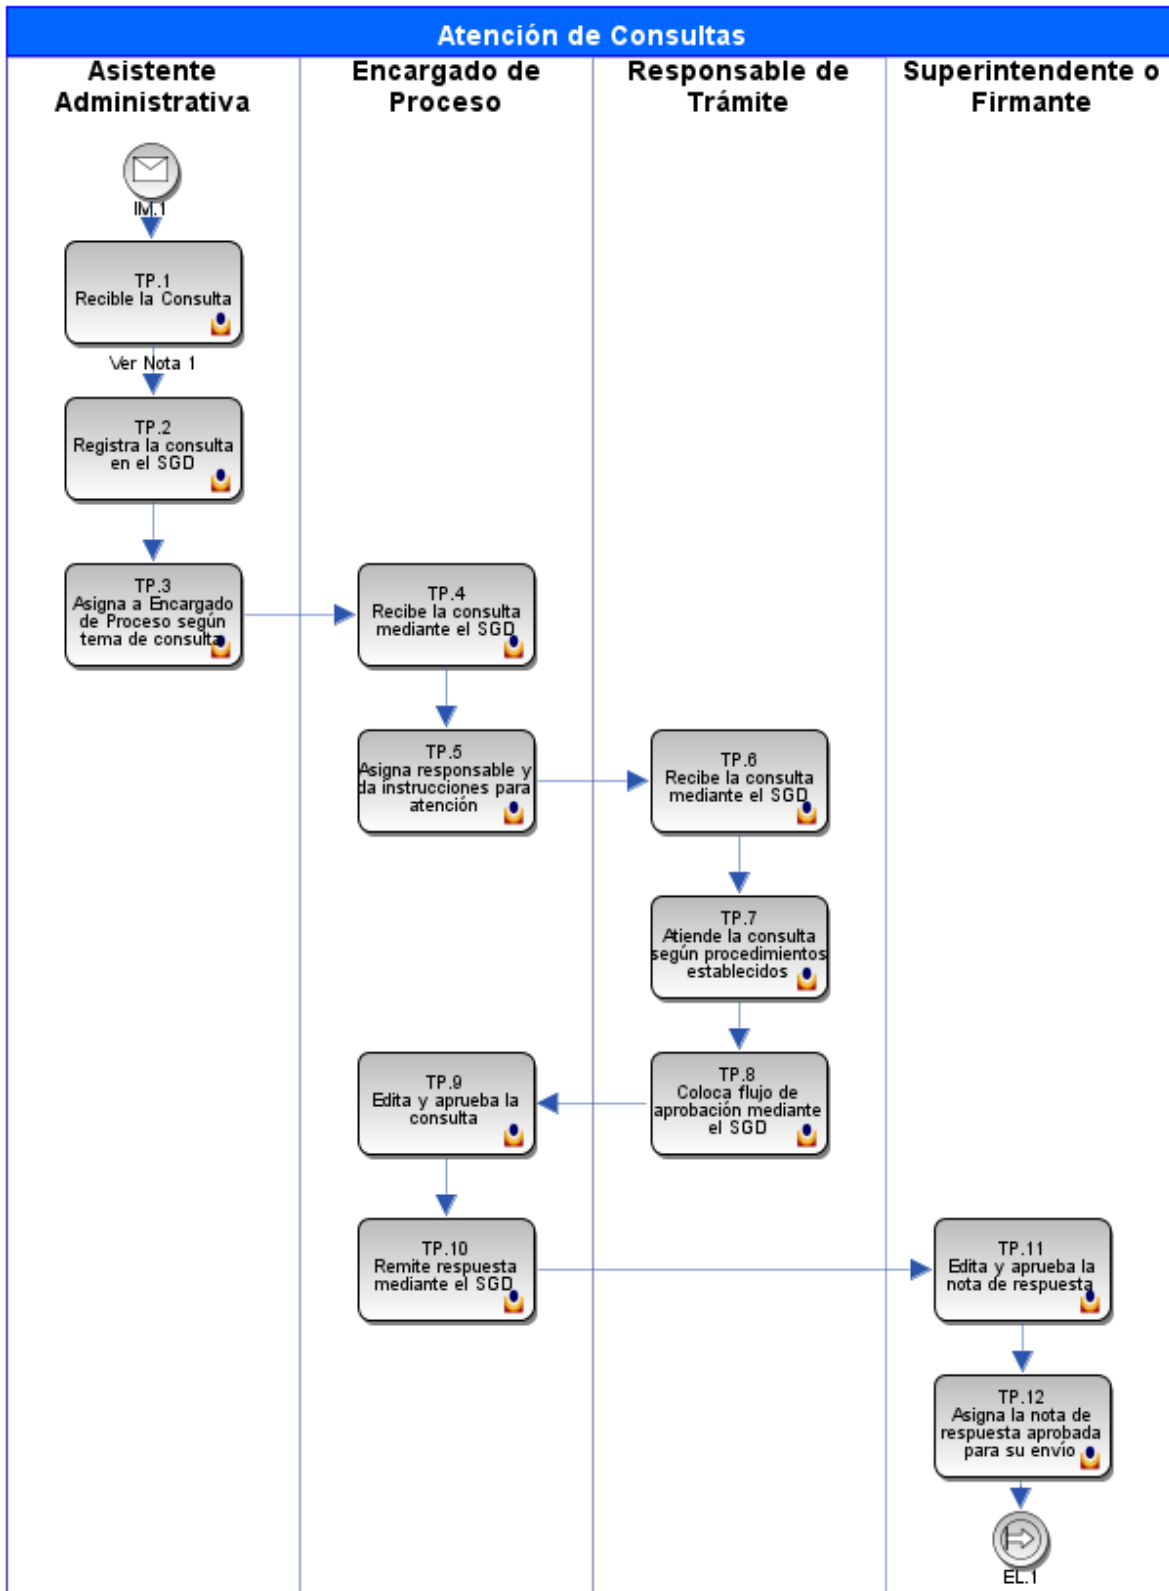 Atención de Consultas
Asistente
Administrativa
Encargado de
Proceso
Responsable de
Trámite
Superintendente o
Firmante
IM.1
TP.1
Recible la Consulta
Ver Nota 1
TP.2
Registra la consulta
en el SGD
TP.3
Asigna a Encargado
de Proceso según
tema de consulta
TP.4
Recibe la consulta
mediante el SGD
TP.5
Asigna responsable y
da instrucciones para
atención
TP.6
Recibe la consulta
mediante el SGD
TP.7
Atiende la consulta
según procedimientos
establecidos
TP.8
Coloca flujo de
aprobación mediante
el SGD
TP.9
Edita y aprueba la
consulta
TP.10
Remite respuesta
mediante el SGD
TP.11
Edita y aprueba la
nota de respuesta
TP.12
Asigna la nota de
respuesta aprobada
para su envío
EL.1